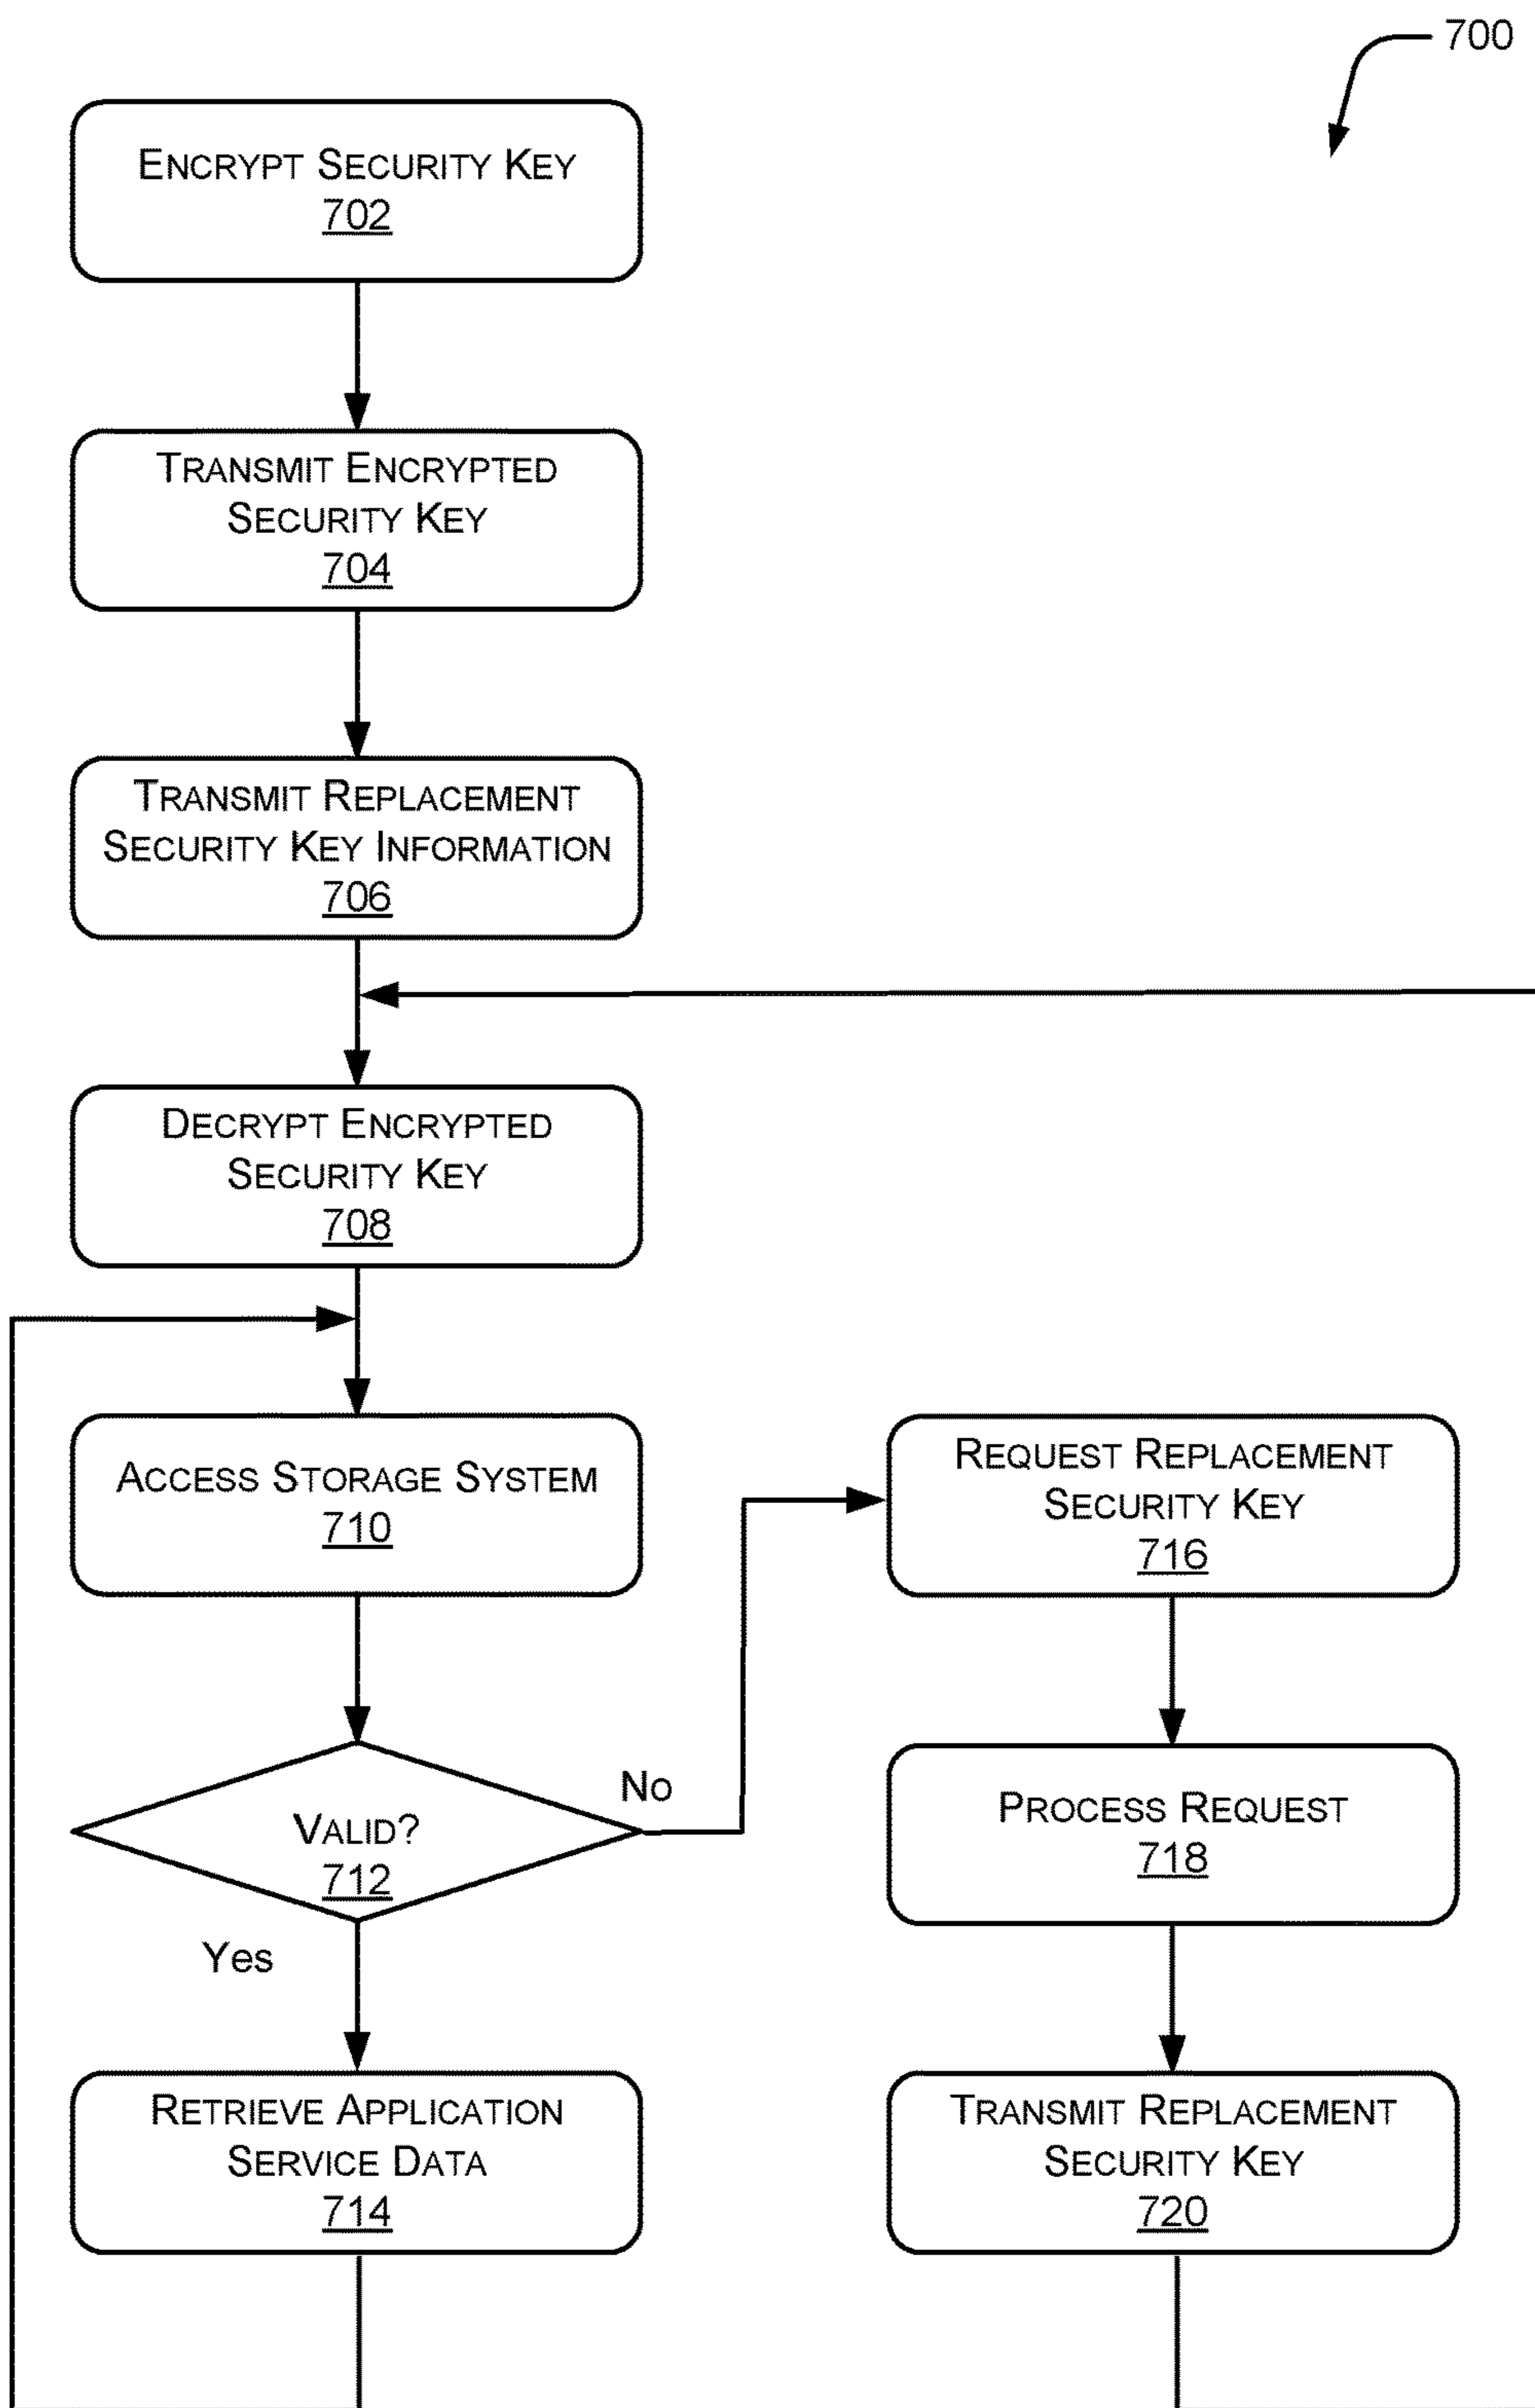 700
ENCRYPT SECURITY KEY
702
TRANSMIT ENCRYPTED
SECURITY KEY
704
TRANSMIT REPLACEMENT
SECURITY KEY INFORMATION
706
DECRYPT ENCRYPTED
SECURITY KEY
708
ACCESS STORAGE SYSTEM
710
REQUEST REPLACEMENT
SECURITY KEY
716
VALID?
712
No
Yes
PROCESS REQUEST
718
RETRIEVE APPLICATION
SERVICE DATA
714
TRANSMIT REPLACEMENT
SECURITY KEY
720